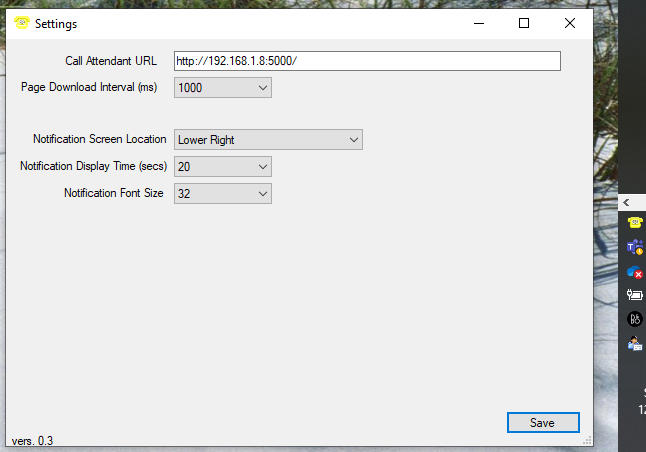 Settings
Call Attendant URL http://192.168.1.8:5000/
Page Download Interval (ms) 1000
Notification Screen Location Lower Right
Notification Display Time (secs) 20
Notification Font Size 32
Save
vers. 0.3